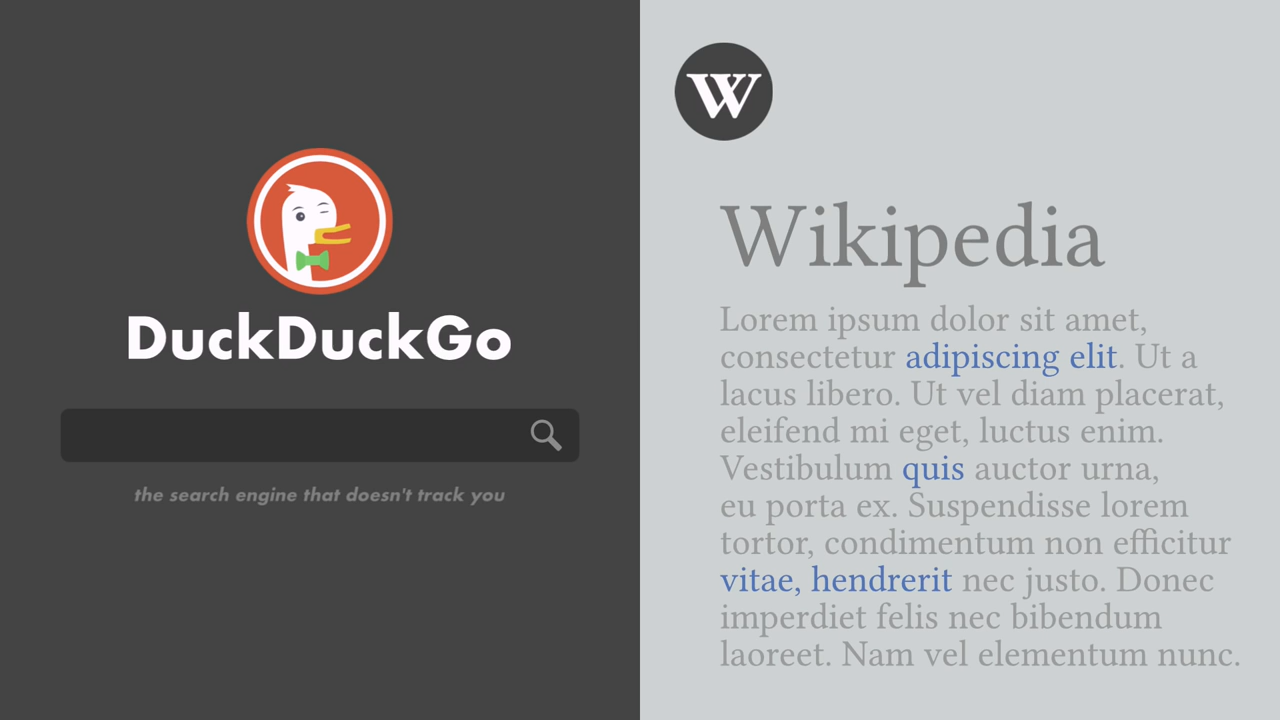 DuckDuckGo
the search engine that doesn't track you
W
Wikipedia
Lorem ipsum dolor sit amet,
consectetur adipiscing elit. Ut a
lacus libero. Ut vel diam placerat,
eleifend mi eget, luctus enim.
Vestibulum quis auctor urna,
eu porta ex. Suspendisse lorem
tortor, condimentum non efficitur
vitae, hendrerit nec justo. Donec
imperdiet felis nec bibendum
laoreet. Nam vel elementum nunc.